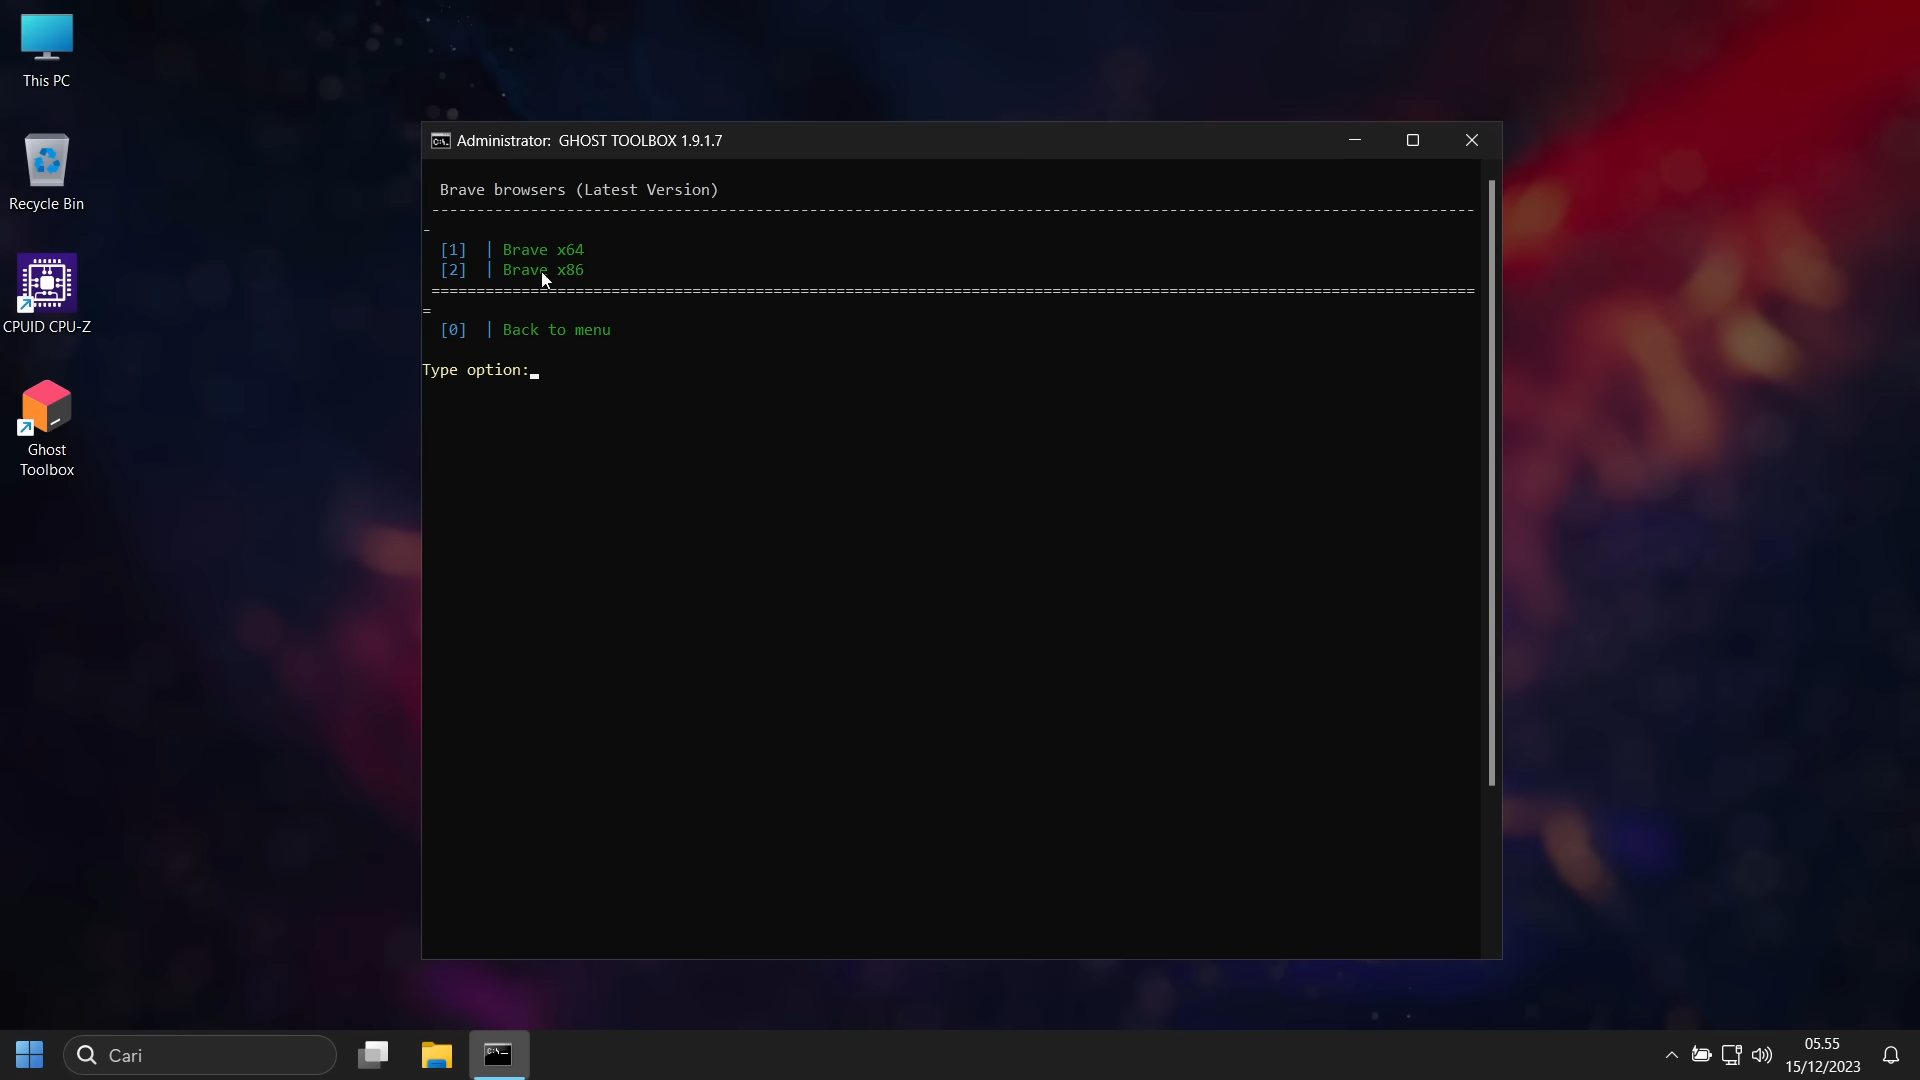 This PC
Recycle Bin
CPUID CPU-Z
Ghost
Toolbox
Administrator:  GHOST TOOLBOX 1.9.1.7
Brave browsers (Latest Version)
--------------------------------------------------------------------------------------------------------------------
-
[1]  | Brave x64
[2]  | Brave x86
====================================================================================================================
=
[0]  | Back to menu
Type option:_
Cari
05.55
15/12/2023